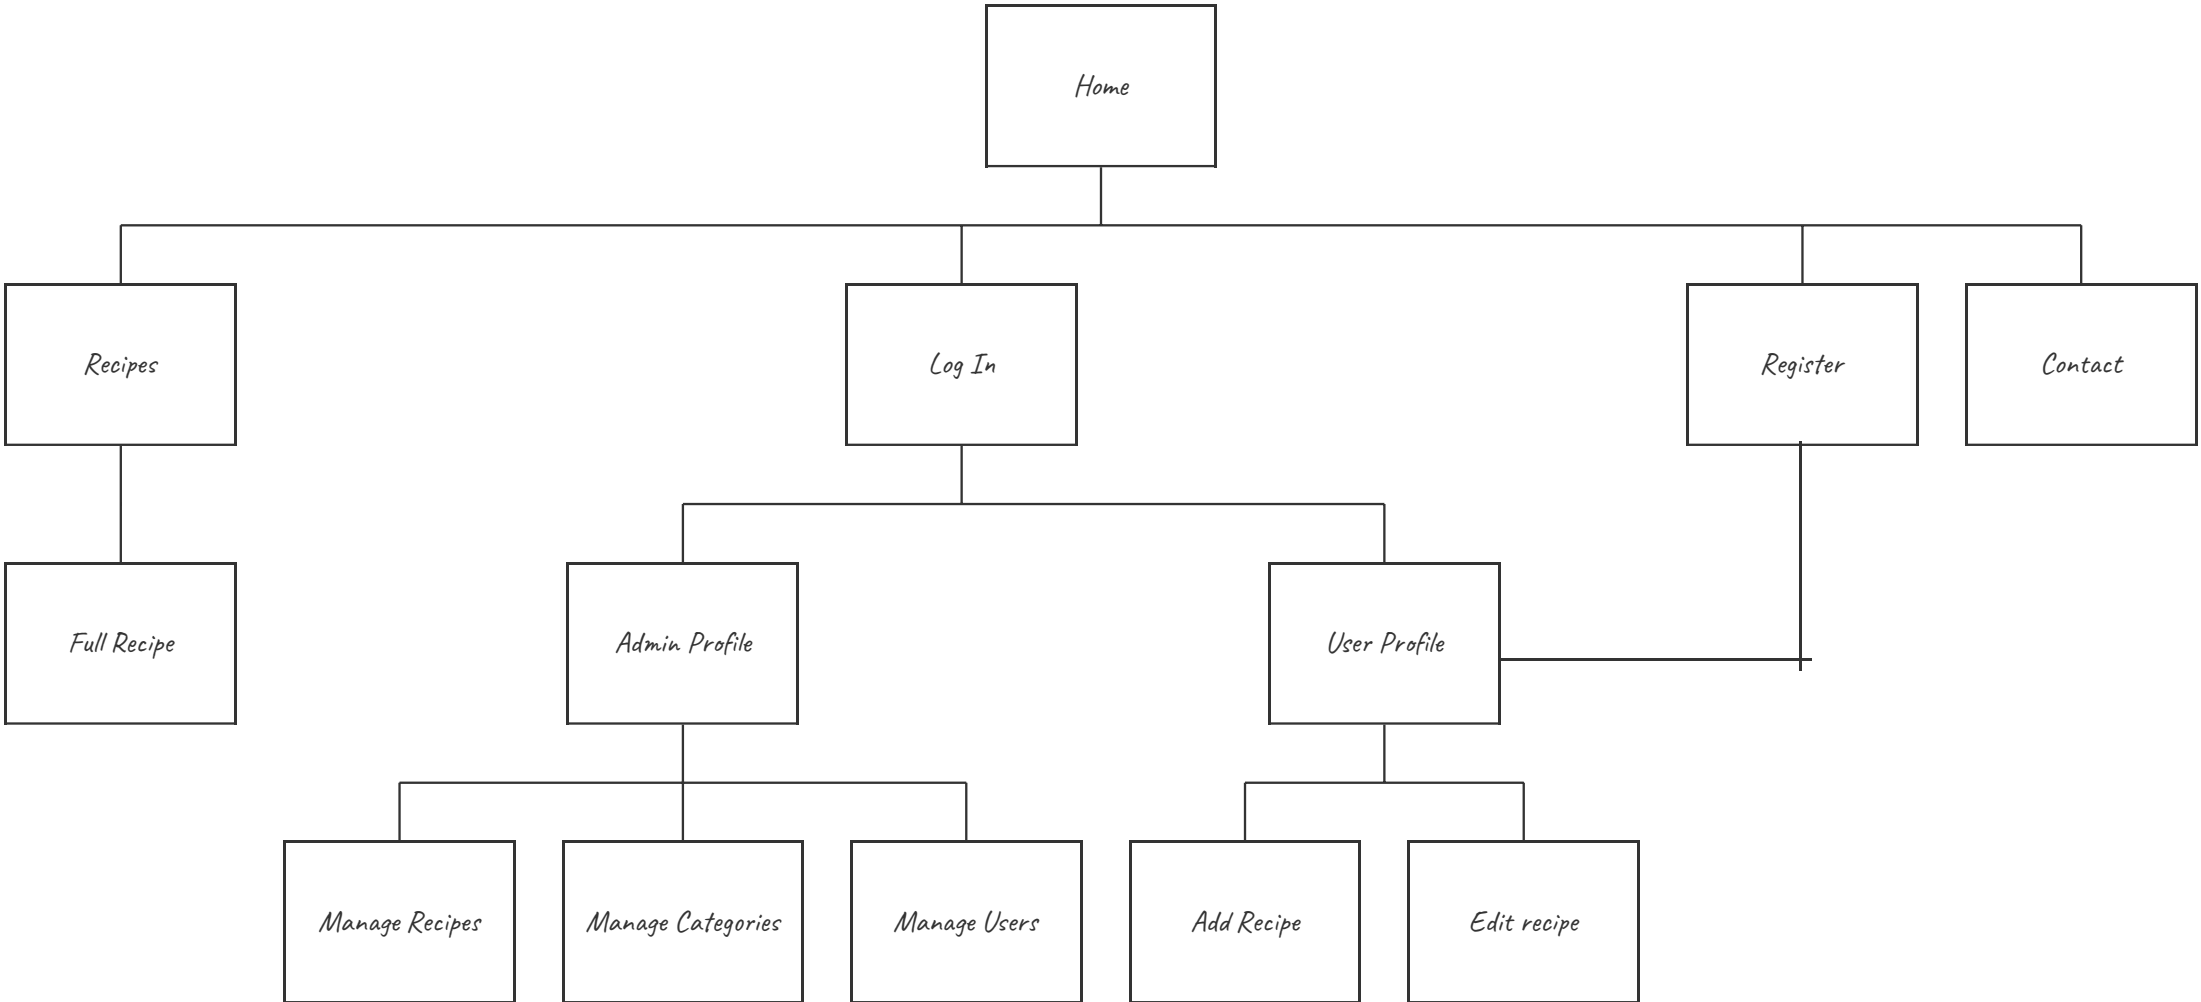 Home
Recipes
Log In
Register
Contact
Full Recipe
Admin Profile
User Profile
Manage Recipes
Manage Categories
Manage Users
Add Recipe
Edit recipe